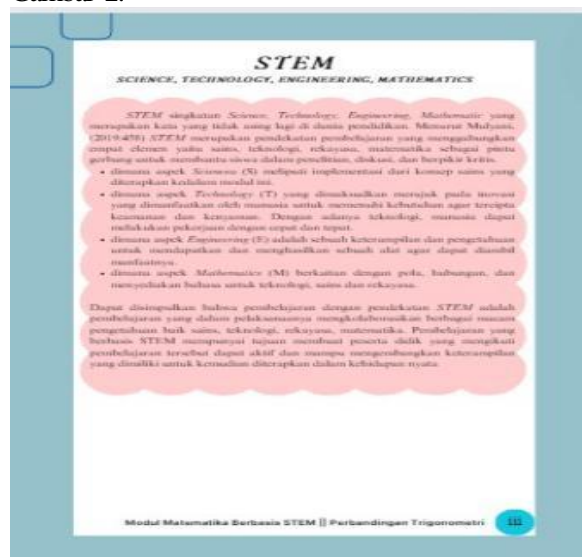 STEM
SCIENCE, TECHNOLOGY, ENGINEERING, MATHEMATICS
STEM singkatan Science, Technology, Engineering, Mathematic yang
merupakan kata yang tidak asing lagi di dunia pendidikan. Menurut Mulyani,
(2019:456) STEM merupakan pendekatan pembelajaran yang menggabungkan
empat elemen yaitu sains, teknologi, rekayasa, matematika sebagai pintu
gerbang untuk membantu siswa dalam penelitian, diskusi, dan berpikir kritis.
• dimana aspek Science (S) meliputi implementasi dari konsep sains yang
diterapkan kedalam modul ini.
• dimana aspek Technology (T) yang dimaksudkan merujuk pada inovasi
yang dimanfaatkan oleh manusia untuk memenuhi kebutuhan agar tercipta
keamanan dan kenyaman. Dengan adanya teknologi, manusia dapat
melakukan pekerjaan dengan cepat dan tepat.
• dimana aspek Engineering (E) adalah sebuah keterampilan dan pengetahuan
untuk mendapatkan dan menghasilkan sebuah alat agar dapat diambil
manfaatnya.
• dimana aspek Mathematics (M) berkaitan dengan pola, hubungan, dan
menyediakan bahasa untuk teknologi, sains dan rekayasa.
Dapat disimpulkan bahwa pembelajaran dengan pendekatan STEM adalah
pembelajaran yang dalam pelaksanaannya mengkolaborasikan berbagai macam
pengetahuan baik sains, teknologi, rekayasa, matematika. Pembelajaran yang
berbasis STEM mempunyai tujuan membuat peserta didik yang mengikuti
pembelajaran tersebut dapat aktif dan mampu mengembangkan keterampilan
yang dimiliki untuk kemudian diterapkan dalam kehidupan nyata.
Modul Matematika Berbasis STEM || Perbandingan Trigonometri